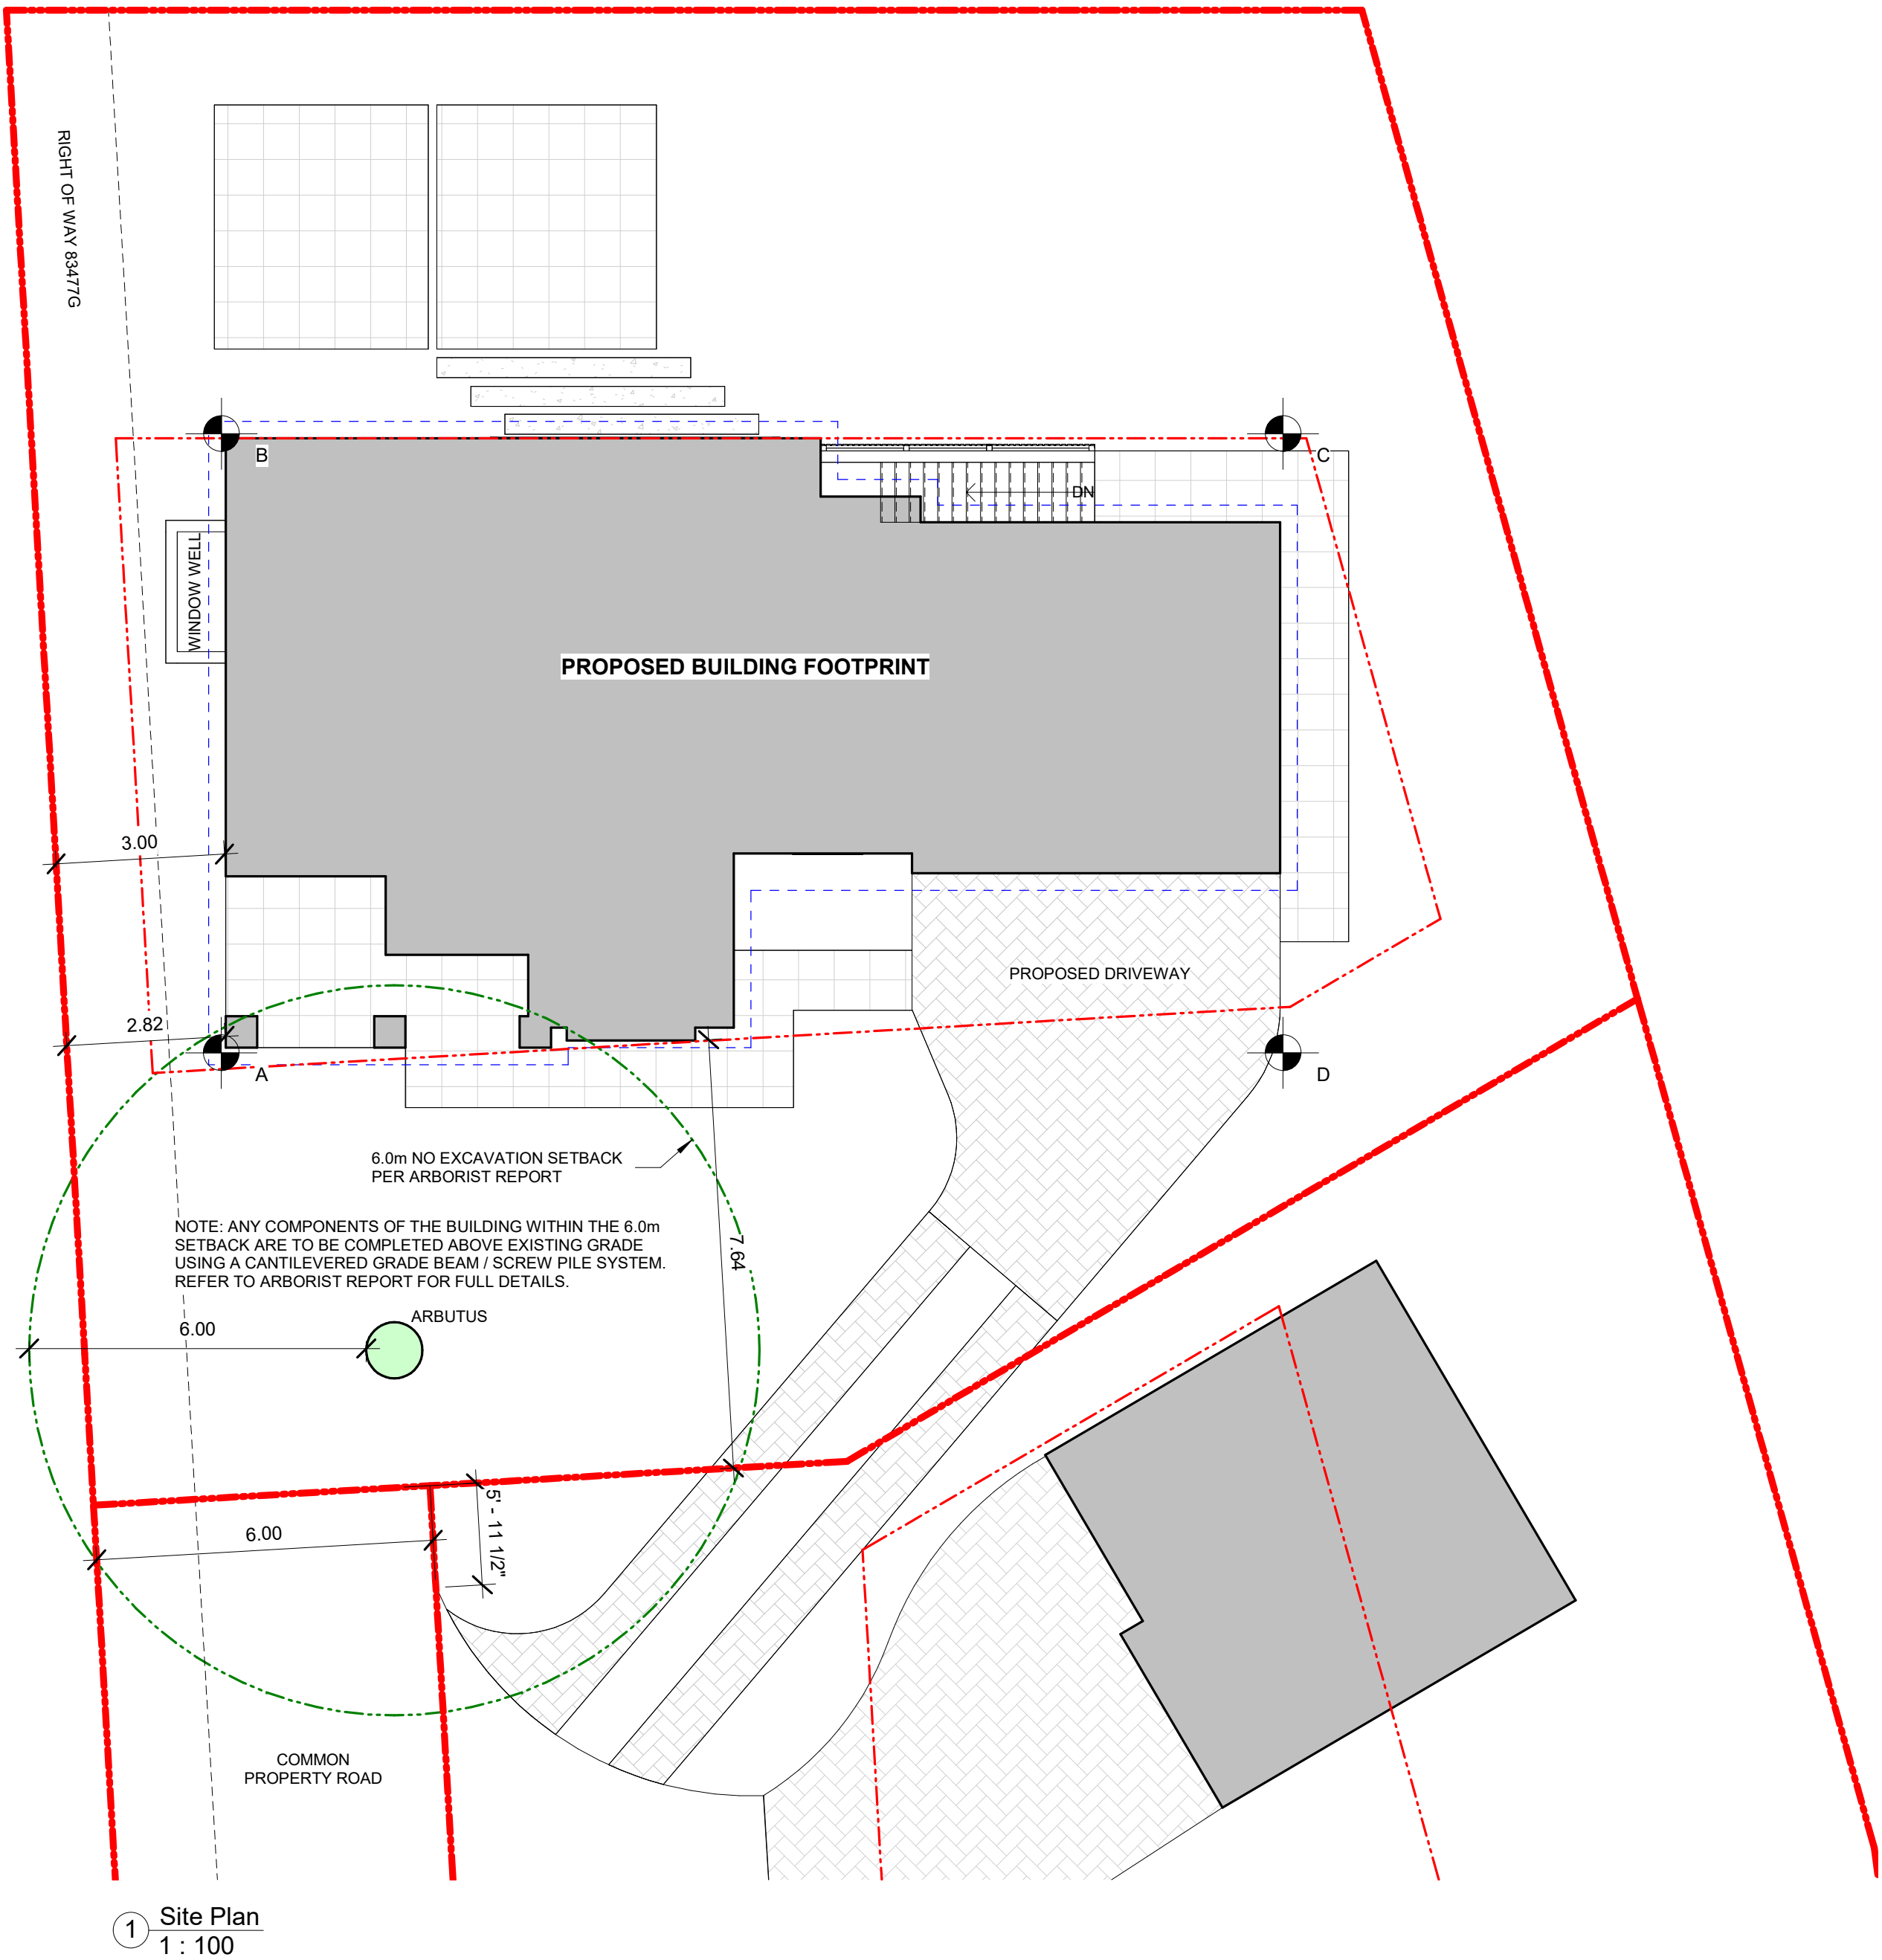 RIGHT OF WAY 83477G
B
C
DN
WINDOW WELL
PROPOSED BUILDING FOOTPRINT
3.00
PROPOSED DRIVEWAY
2.82
A
D
6.0m NO EXCAVATION SETBACK
PER ARBORIST REPORT
NOTE: ANY COMPONENTS OF THE BUILDING WITHIN THE 6.0m
SETBACK ARE TO BE COMPLETED ABOVE EXISTING GRADE
USING A CANTILEVERED GRADE BEAM / SCREW PILE SYSTEM.
REFER TO ARBORIST REPORT FOR FULL DETAILS.
7.64
ARBUTUS
6.00
6.00
5' - 11 1/2"
COMMON
PROPERTY ROAD
1
Site Plan
1 : 100